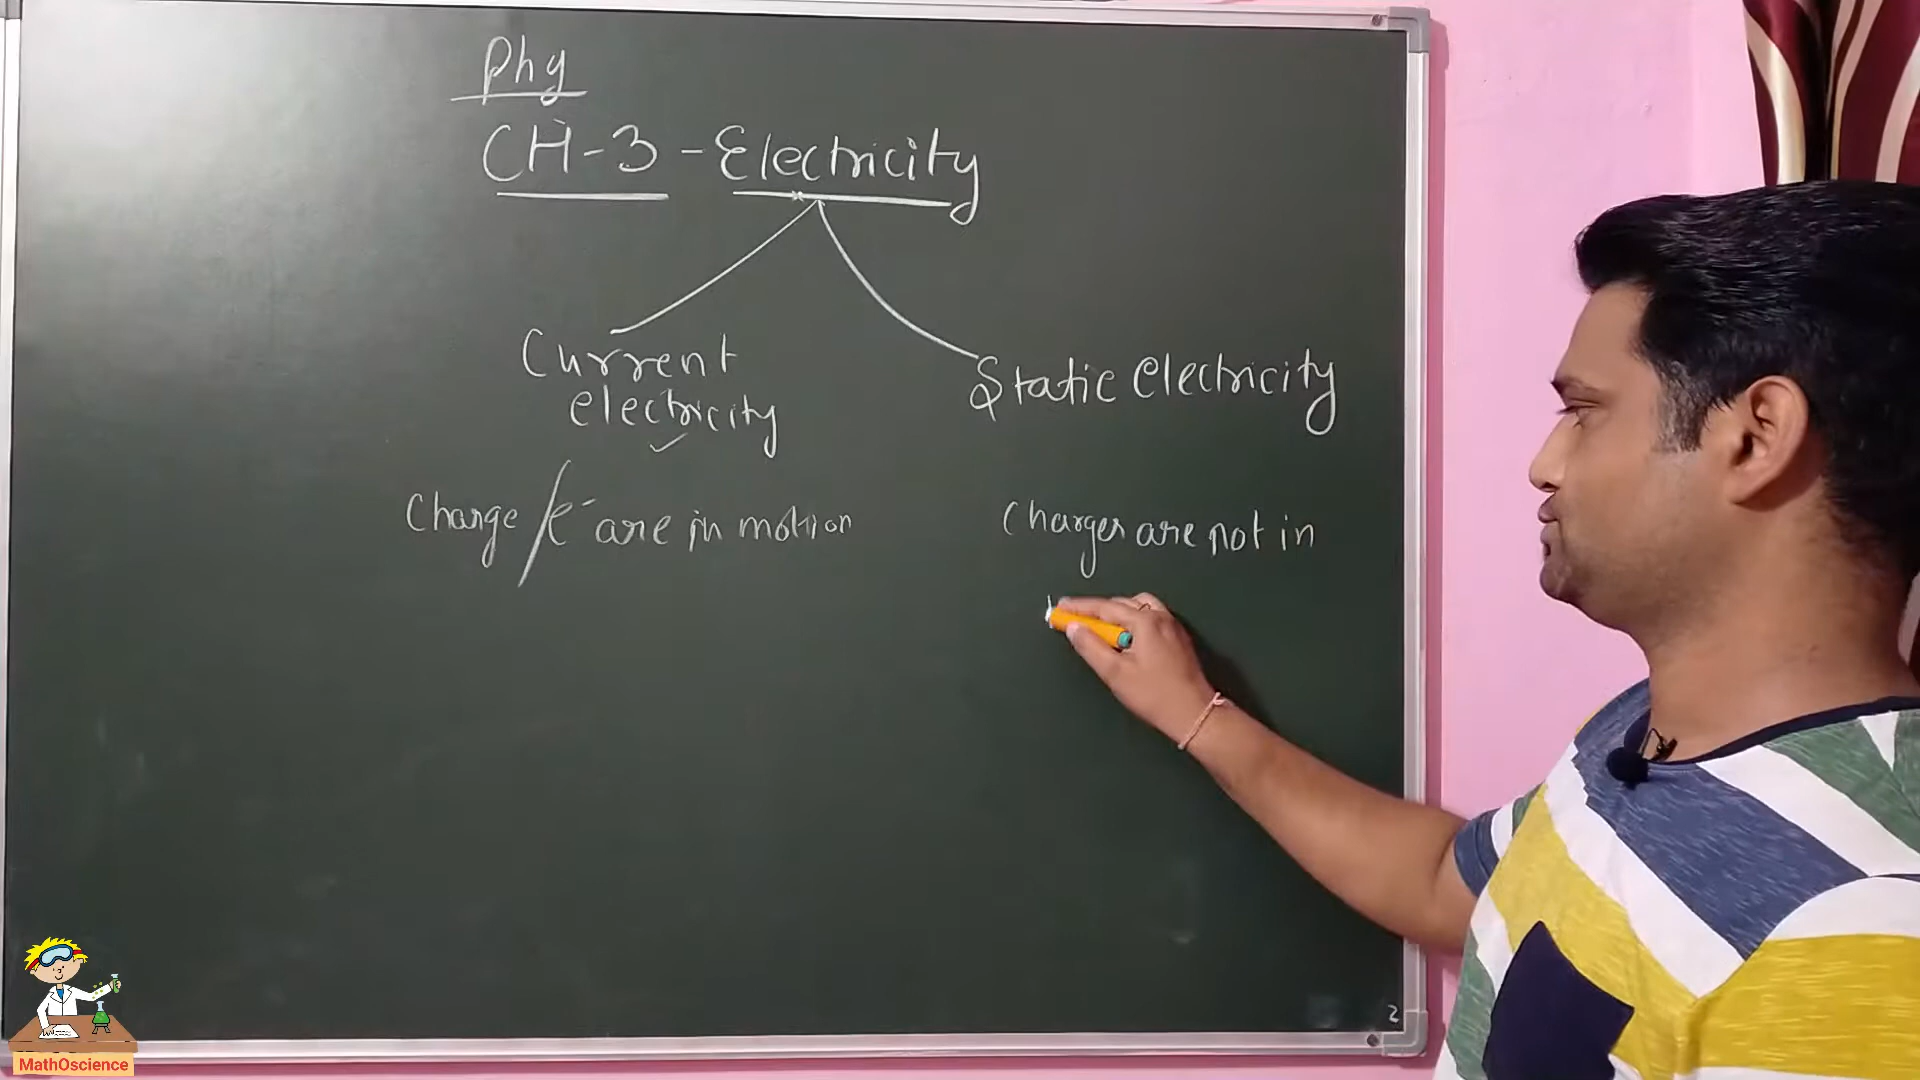 Phy
CH-3 - Electricity
Current
electricity
Static electricity
Charge / e⁻ are in motion
Charges are not in
2
MathOscience